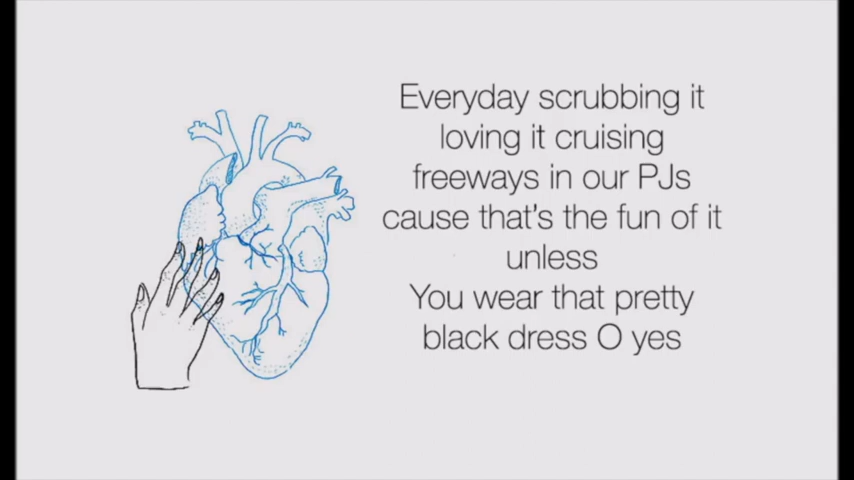 Everyday scrubbing it
loving it cruising
freeways in our PJs
cause that's the fun of it
unless
You wear that pretty
black dress O yes